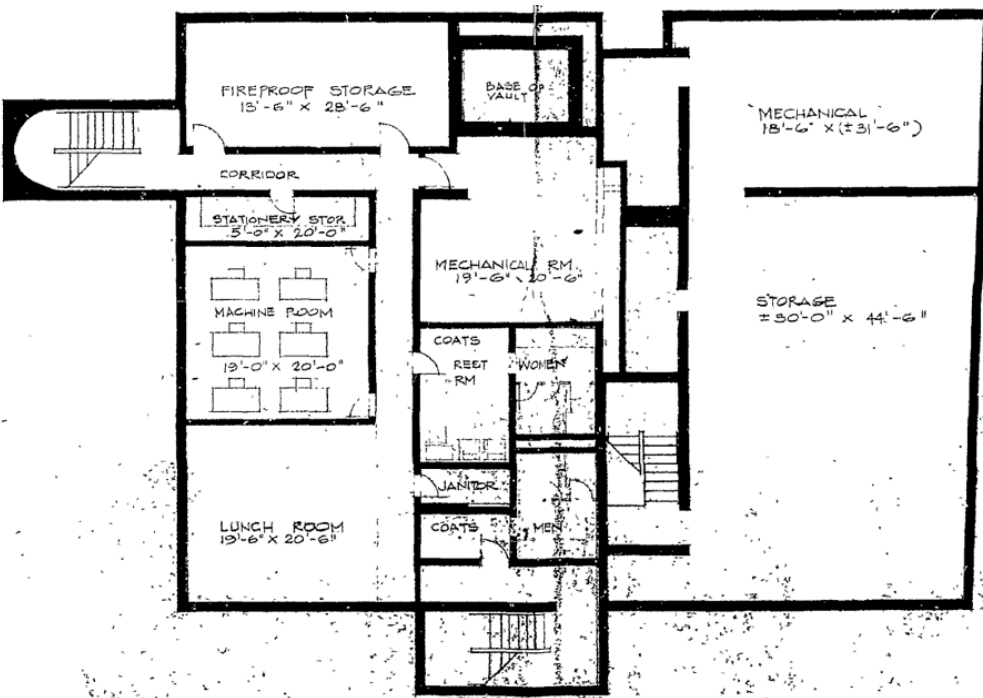 FIREPROOF STORAGE
13'-6" X 28'-6"
BASE OF
VAULT
MECHANICAL
18'-6" X (±31'-6")
CORRIDOR
STATIONERY STOR.
5'-0" X 20'-0"
MECHANICAL RM.
19'-6" X 20'-6"
STORAGE
±30'-0" X 44'-6"
MACHINE ROOM
19'-0" X 20'-0"
COATS
REST
RM
WOMEN
JANITOR
LUNCH ROOM
19'-6" X 20'-6"
COATS
MEN